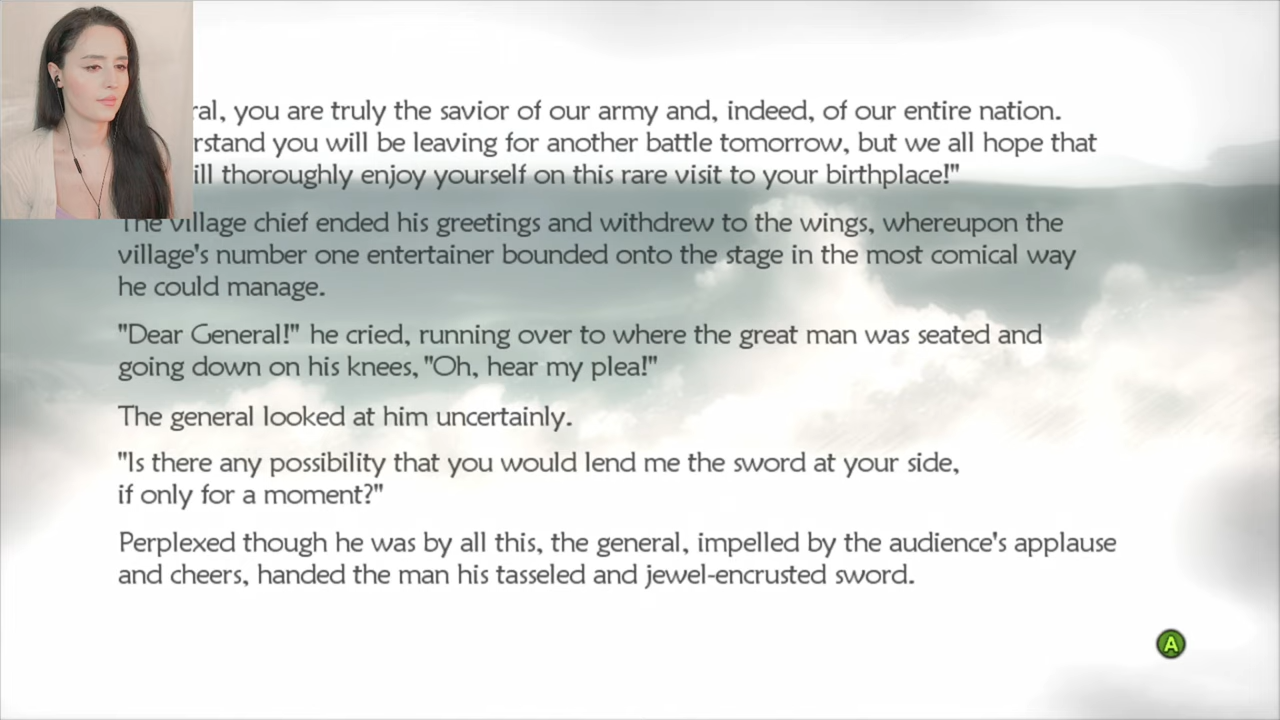 ral, you are truly the savior of our army and, indeed, of our entire nation.
rstand you will be leaving for another battle tomorrow, but we all hope that
ill thoroughly enjoy yourself on this rare visit to your birthplace!"
The village chief ended his greetings and withdrew to the wings, whereupon the
village's number one entertainer bounded onto the stage in the most comical way
he could manage.
"Dear General!" he cried, running over to where the great man was seated and
going down on his knees, "Oh, hear my plea!"
The general looked at him uncertainly.
"Is there any possibility that you would lend me the sword at your side,
if only for a moment?"
Perplexed though he was by all this, the general, impelled by the audience's applause
and cheers, handed the man his tasseled and jewel-encrusted sword.
A